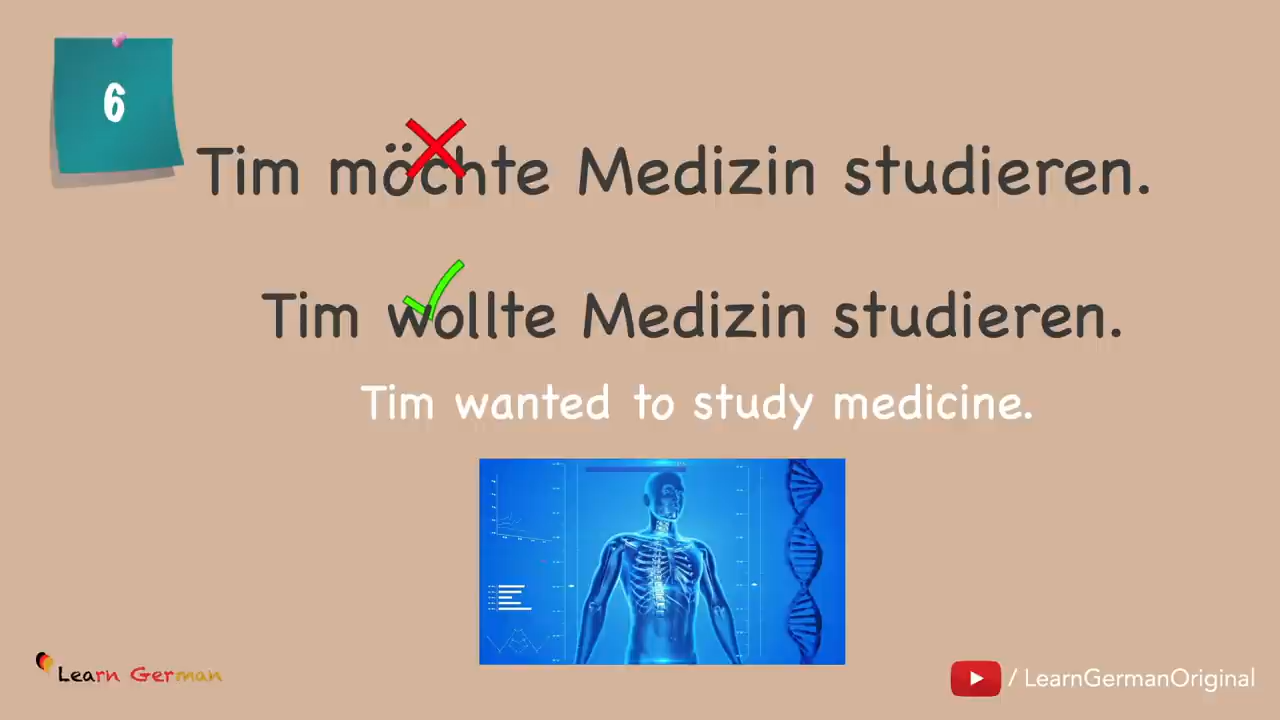 6
Tim möchte Medizin studieren.
Tim wollte Medizin studieren.
Tim wanted to study medicine.
Learn German
/ LearnGermanOriginal